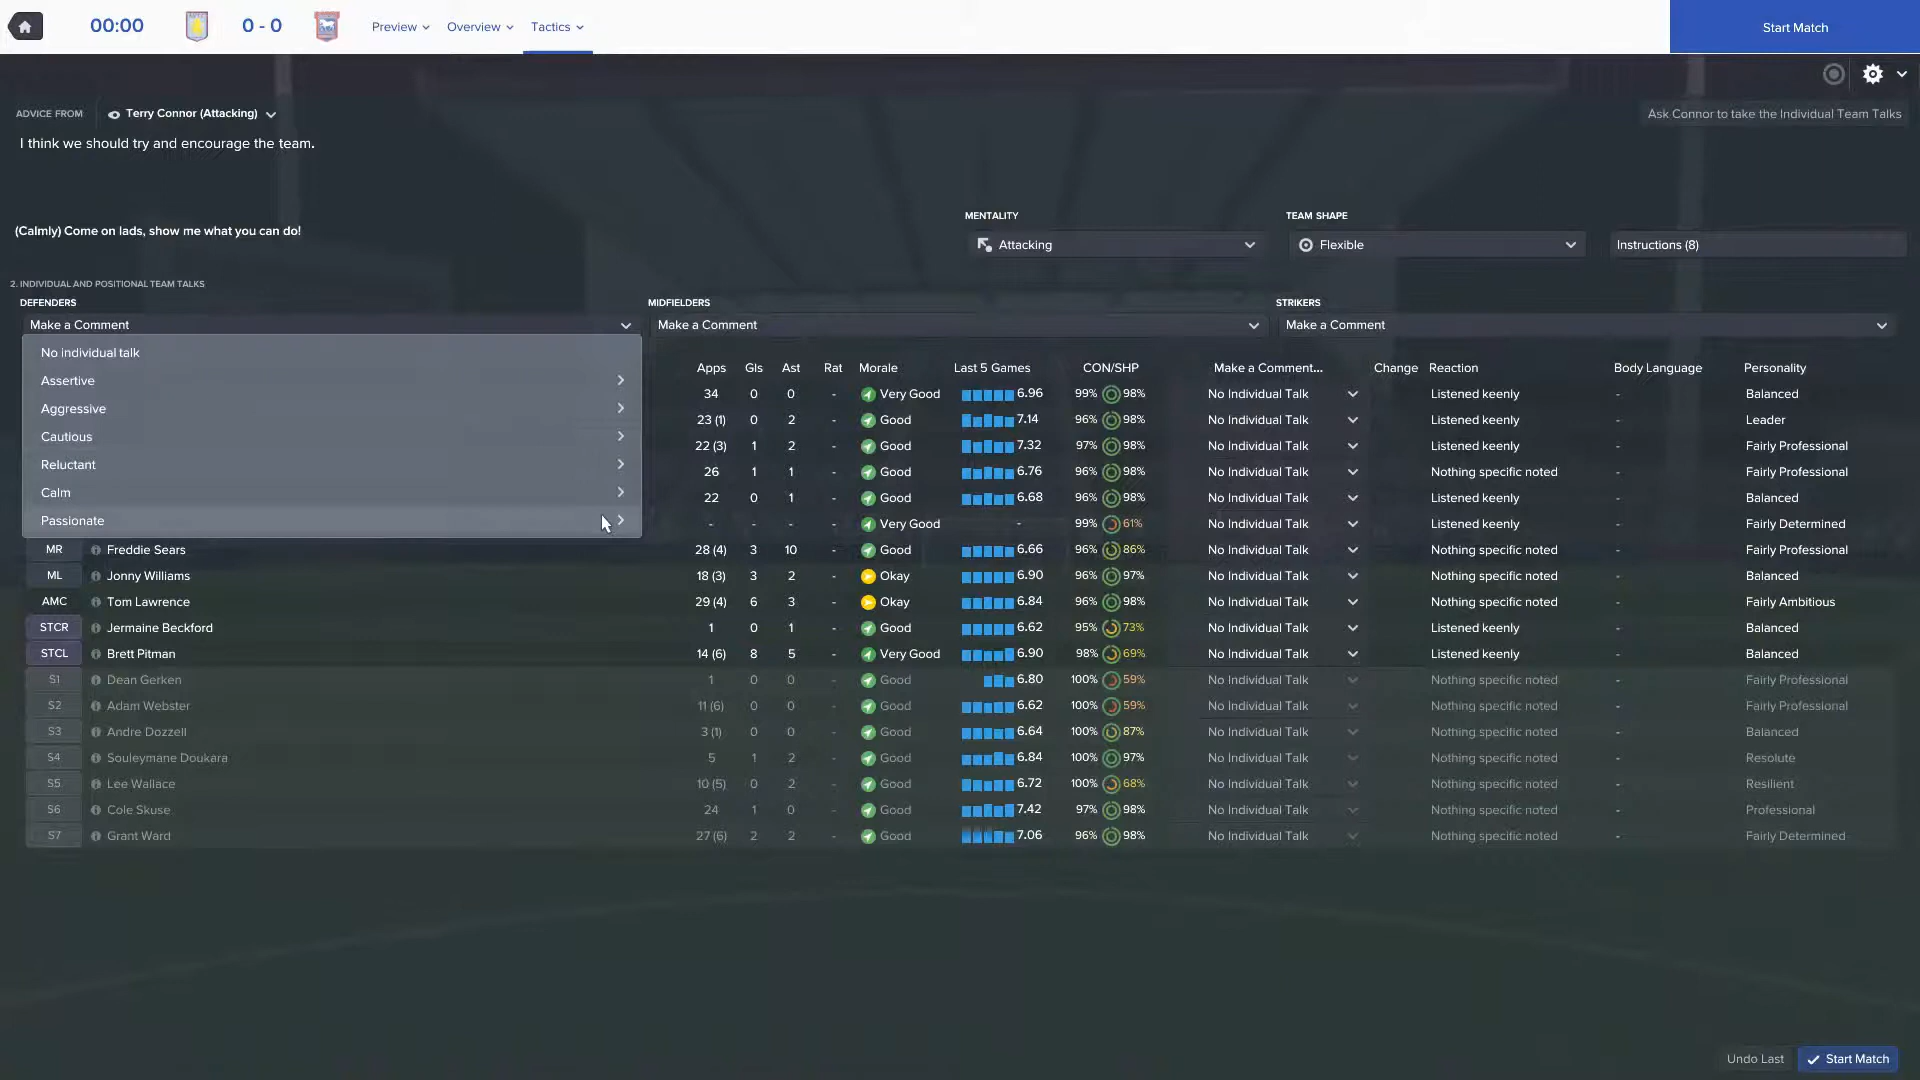 00:00 0 - 0 Preview Overview Tactics Start Match
ADVICE FROM Terry Connor (Attacking) Ask Connor to take the Individual Team Talks
I think we should try and encourage the team.
MENTALITY TEAM SHAPE
(Calmly) Come on lads, show me what you can do! Attacking Flexible Instructions (8)
2. INDIVIDUAL AND POSITIONAL TEAM TALKS
DEFENDERS MIDFIELDERS STRIKERS
Make a Comment Make a Comment Make a Comment
No individual talk
Assertive
Aggressive
Cautious
Reluctant
Calm
Passionate
Apps Gls Ast Rat Morale Last 5 Games CON/SHP Make a Comment... Change Reaction Body Language Personality
34 0 0 - Very Good 6.96 99% 98% No Individual Talk Listened keenly - Balanced
23 (1) 0 2 - Good 7.14 96% 98% No Individual Talk Listened keenly - Leader
22 (3) 1 2 - Good 7.32 97% 98% No Individual Talk Listened keenly - Fairly Professional
26 1 1 - Good 6.76 96% 98% No Individual Talk Nothing specific noted - Fairly Professional
22 0 1 - Good 6.68 96% 98% No Individual Talk Listened keenly - Balanced
- - - - Very Good - 99% 61% No Individual Talk Listened keenly - Fairly Determined
MR Freddie Sears 28 (4) 3 10 - Good 6.66 96% 86% No Individual Talk Nothing specific noted - Fairly Professional
ML Jonny Williams 18 (3) 3 2 - Okay 6.90 96% 97% No Individual Talk Nothing specific noted - Balanced
AMC Tom Lawrence 29 (4) 6 3 - Okay 6.84 96% 98% No Individual Talk Nothing specific noted - Fairly Ambitious
STCR Jermaine Beckford 1 0 1 - Good 6.62 95% 73% No Individual Talk Listened keenly - Balanced
STCL Brett Pitman 14 (6) 8 5 - Very Good 6.90 98% 69% No Individual Talk Listened keenly - Balanced
S1 Dean Gerken 1 0 0 - Good 6.80 100% 59% No Individual Talk Nothing specific noted - Fairly Professional
S2 Adam Webster 11 (6) 0 0 - Good 6.62 100% 59% No Individual Talk Nothing specific noted - Fairly Professional
S3 Andre Dozzell 3 (1) 0 0 - Good 6.64 100% 87% No Individual Talk Nothing specific noted - Balanced
S4 Souleymane Doukara 5 1 2 - Good 6.84 100% 97% No Individual Talk Nothing specific noted - Resolute
S5 Lee Wallace 10 (5) 0 2 - Good 6.72 100% 68% No Individual Talk Nothing specific noted - Resilient
S6 Cole Skuse 24 1 0 - Good 7.42 97% 98% No Individual Talk Nothing specific noted - Professional
S7 Grant Ward 27 (6) 2 2 - Good 7.06 96% 98% No Individual Talk Nothing specific noted - Fairly Determined
Undo Last Start Match